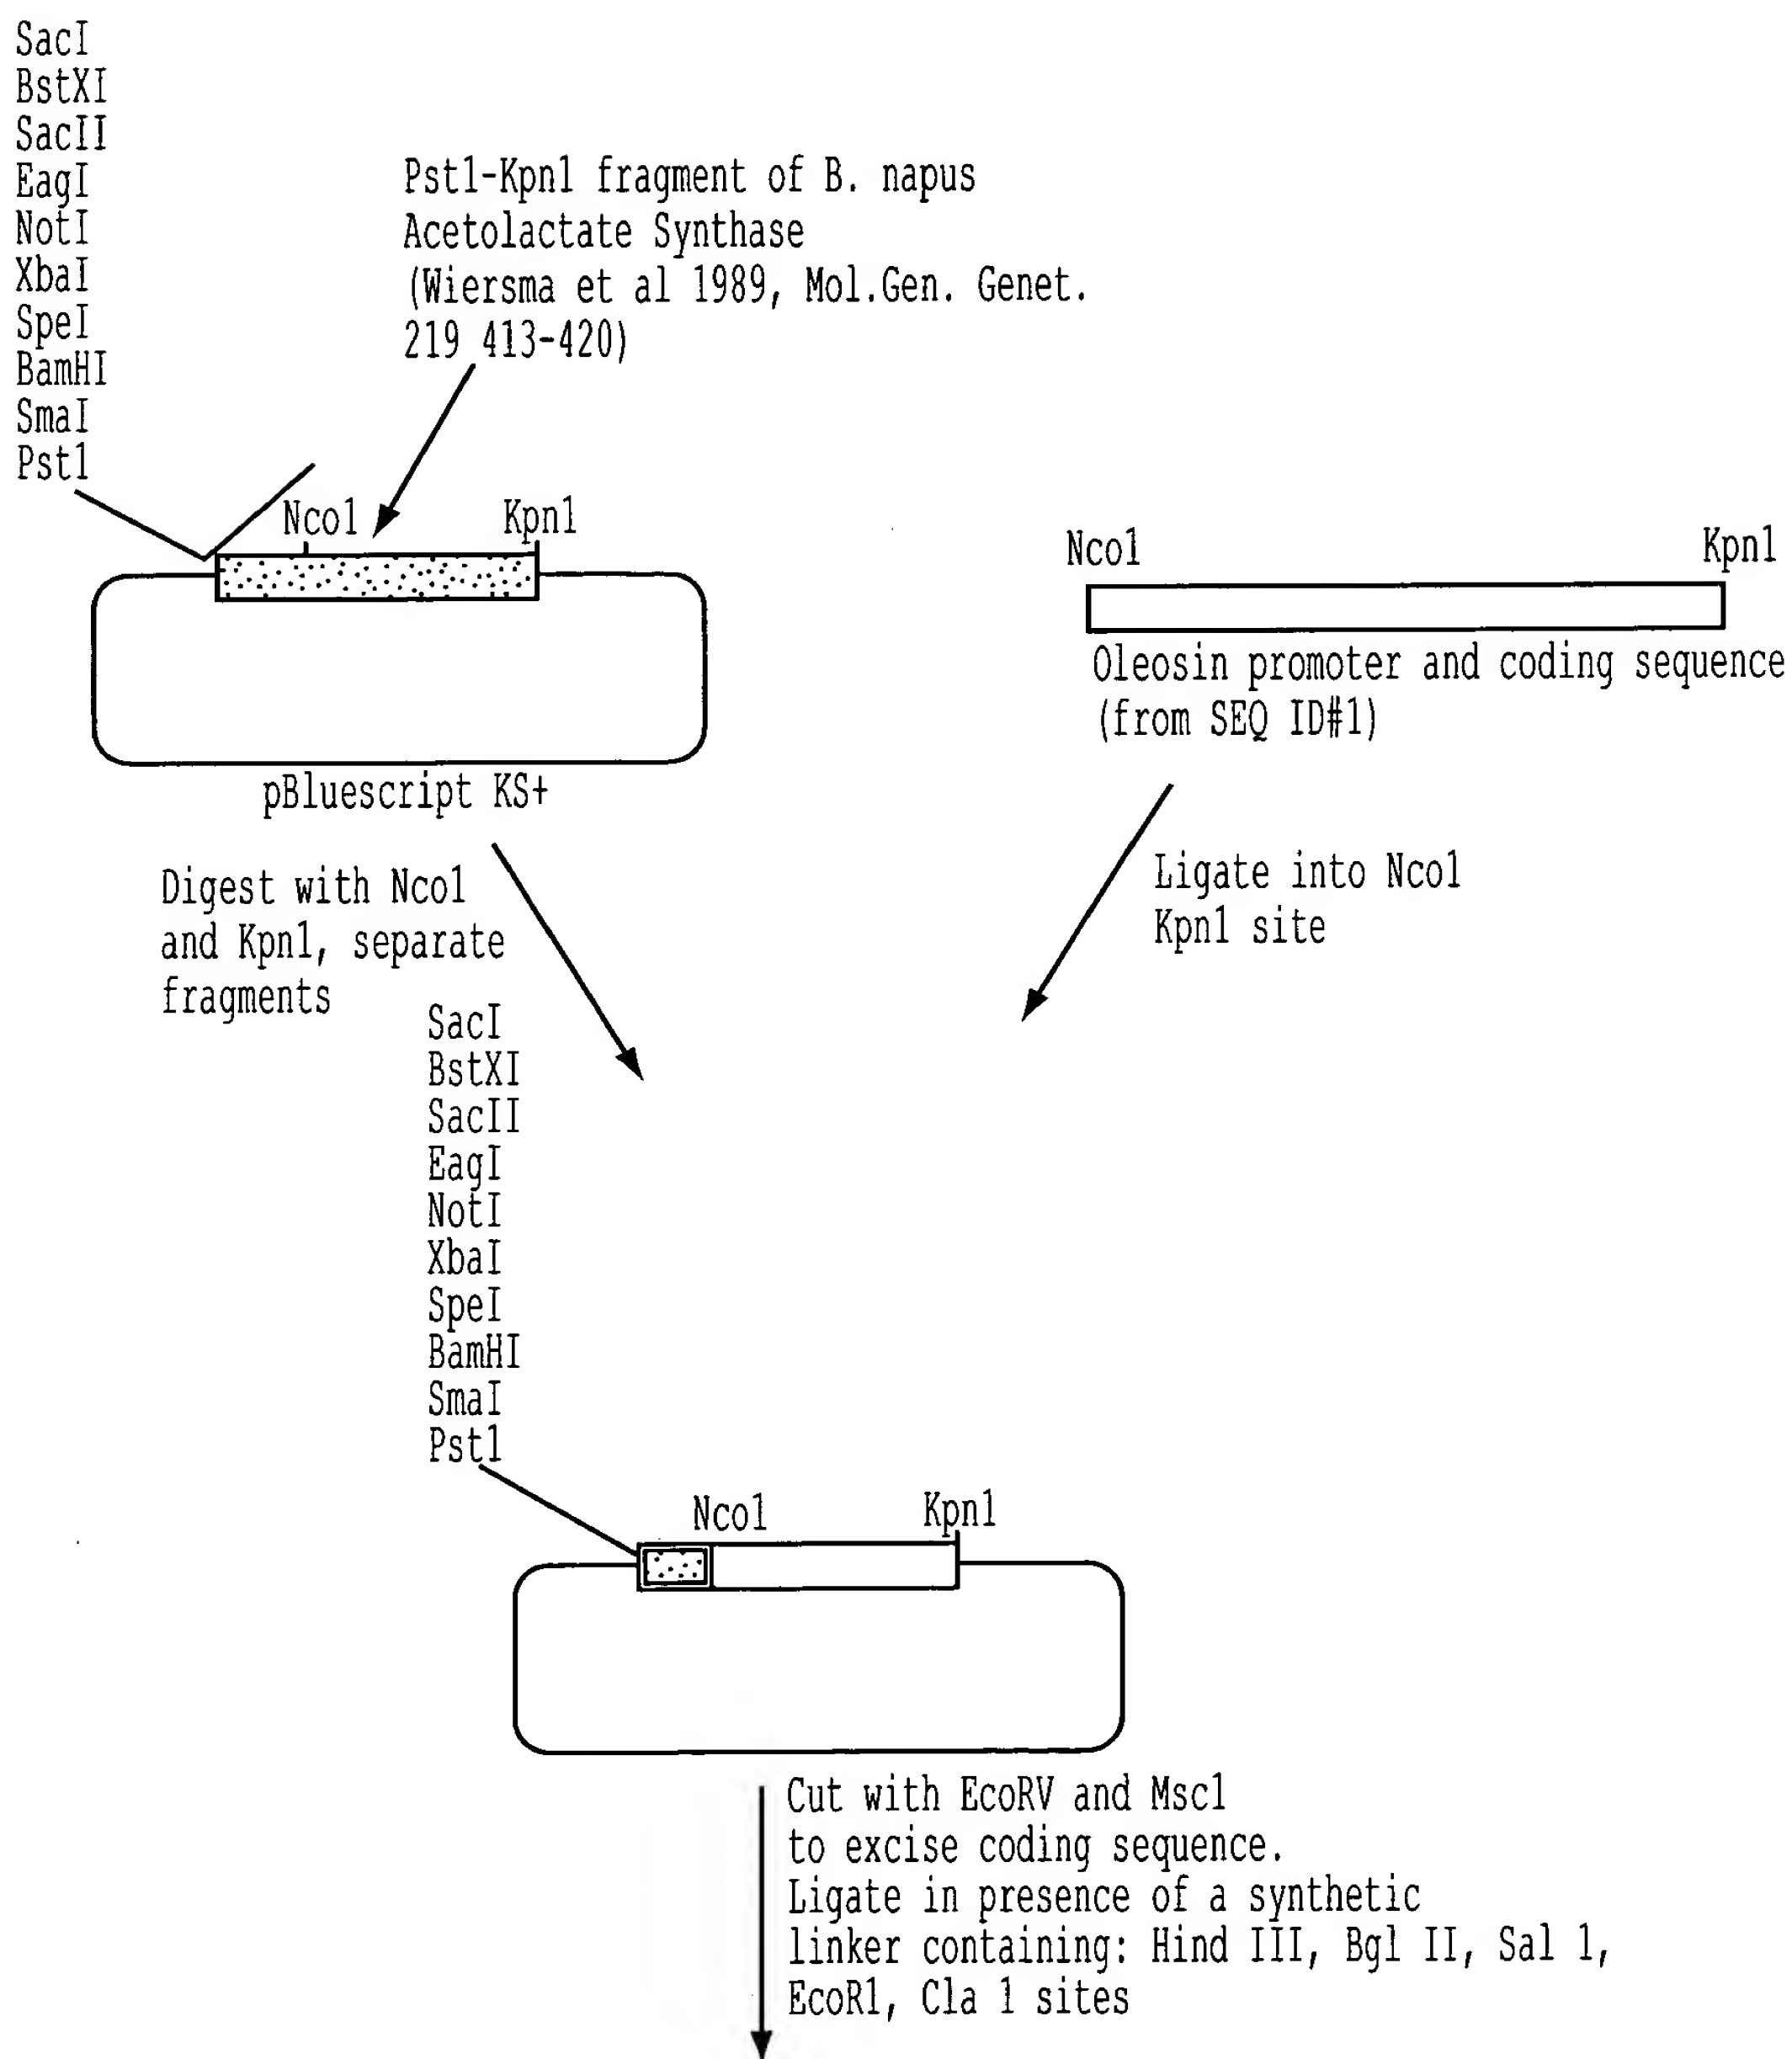 SacI
BstXI
SacII
EagI
NotI
XbaI
SpeI
BamHI
SmaI
Pst1
Pst1-Kpn1 fragment of B. napus
Acetolactate Synthase
(Wiersma et al 1989, Mol.Gen. Genet.
219 413-420)
Nco1
Kpn1
pBluescript KS+
Nco1
Kpn1
Oleosin promoter and coding sequence
(from SEQ ID#1)
Digest with Nco1
and Kpn1, separate
fragments
Ligate into Nco1
Kpn1 site
SacI
BstXI
SacII
EagI
NotI
XbaI
SpeI
BamHI
SmaI
Pst1
Nco1
Kpn1
Cut with EcoRV and Msc1
to excise coding sequence.
Ligate in presence of a synthetic
linker containing: Hind III, Bgl II, Sal 1,
EcoR1, Cla 1 sites